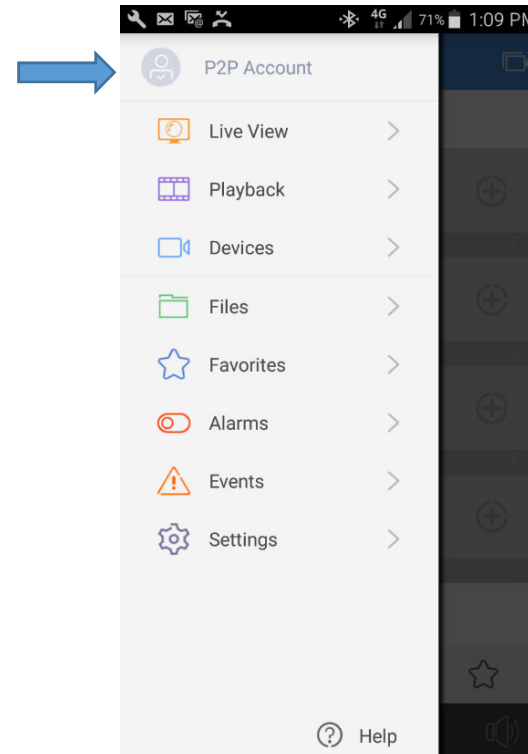 4G 71% 1:09 PM
P2P Account
Live View
Playback
Devices
Files
Favorites
Alarms
Events
Settings
? Help